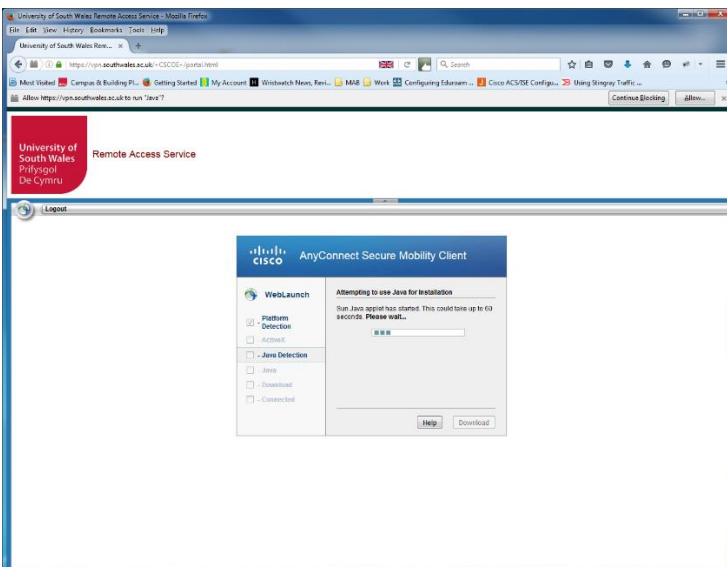 University of South Wales Remote Access Service - Mozilla Firefox
File Edit View History Bookmarks Tools Help
University of South Wales Rem... × +
https://vpn.southwales.ac.uk/+CSCOE+/portal.html
Search
Most Visited Campus & Building Pl... Getting Started My Account Wristwatch News, Revi... MAB Work Configuring Eduroam ... Cisco ACS/ISE Configu... Using Stingray Traffic ...
Allow https://vpn.southwales.ac.uk to run "Java"? Continue Blocking Allow...
University of
South Wales
Prifysgol
De Cymru
Remote Access Service
Logout
CISCO AnyConnect Secure Mobility Client
WebLaunch
- Platform
Detection
- ActiveX
- Java Detection
- Java
- Download
- Connected
Attempting to use Java for Installation
Sun Java applet has started. This could take up to 60
seconds. Please wait...
Help Download